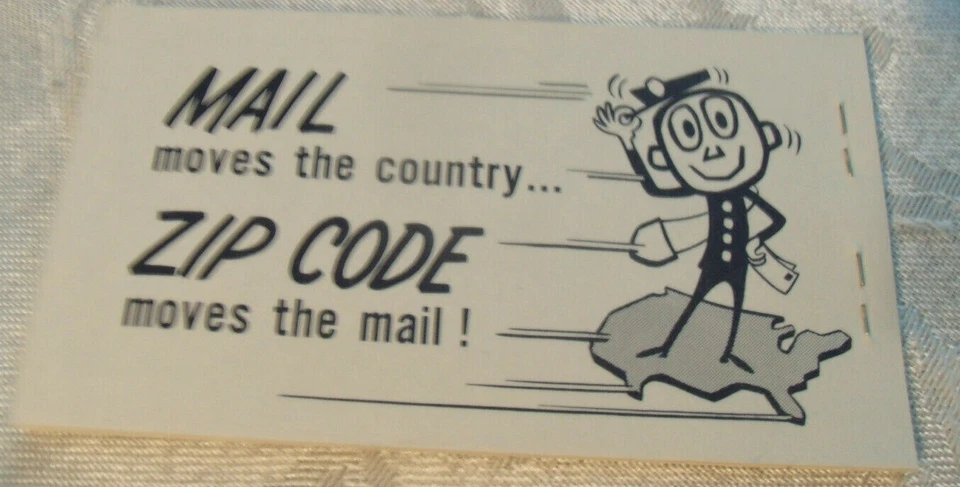 MAIL
moves the country...
ZIP CODE
moves the mail!